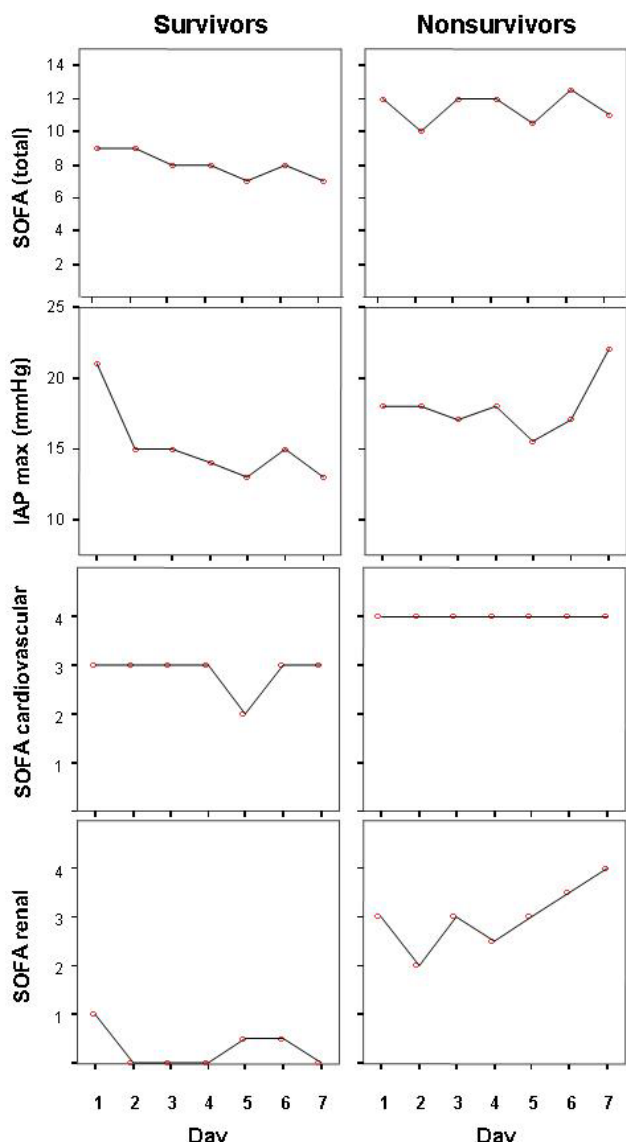 Survivors Nonsurvivors
SOFA (total)
14
12
10
8
6
4
2
IAP max (mmHg)
25
20
15
10
SOFA cardiovascular
4
3
2
1
SOFA renal
4
3
2
1
1 2 3 4 5 6 7 1 2 3 4 5 6 7
Day Day